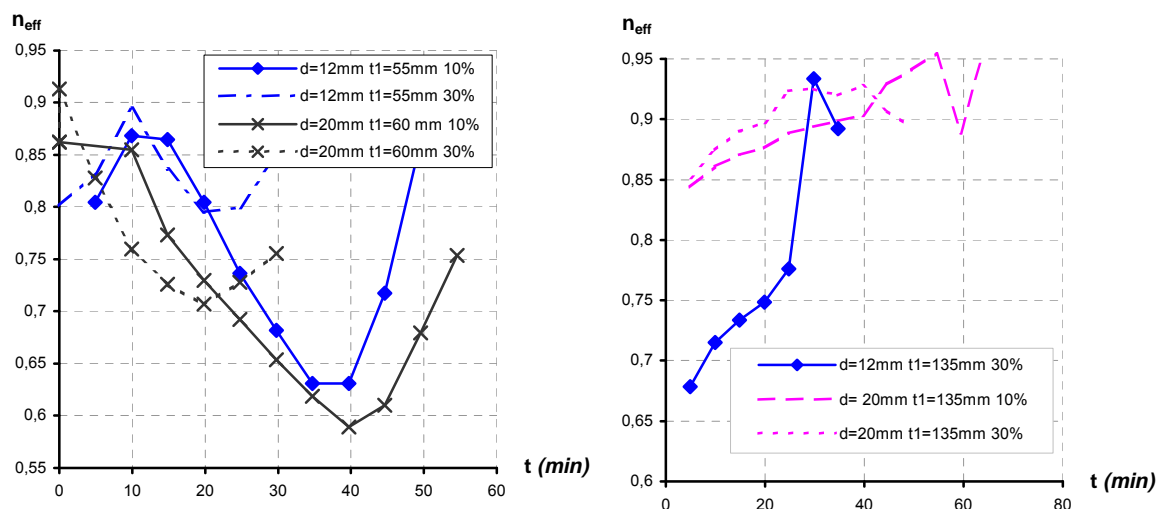 n_eff
0,95
0,9
0,85
0,8
0,75
0,7
0,65
0,6
0,55
0 10 20 30 40 50 60
t (min)
d=12mm t1=55mm 10%
d=12mm t1=55mm 30%
d=20mm t1=60 mm 10%
d=20mm t1=60mm 30%
n_eff
0,95
0,9
0,85
0,8
0,75
0,7
0,65
0,6
0 20 40 60 80
t (min)
d=12mm t1=135mm 30%
d= 20mm t1=135mm 10%
d=20mm t1=135mm 30%